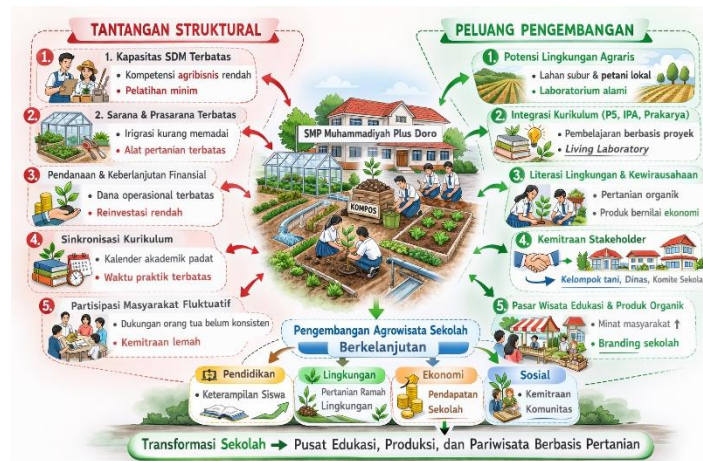 TANTANGAN STRUKTURAL
1. 1. Kapasitas SDM Terbatas
• Kompetensi agribisnis rendah
• Pelatihan minim
2. 2. Sarana & Prasarana Terbatas
• Irigrasi kurang memadai
• Alat pertanian terbatas
3. Pendanaan & Keberlanjutan Finansial
• Dana operasional terbatas
• Reinvestasi rendah
4. Sinkronisasi Kurikulum
• Kalender akademik padat
• Waktu praktik terbatas
5. Partisipasi Masyarakat Fluktuatif
• Dukungan orang tua belum konsisten
• Kemitraan lemah
SMP Muhammadiyah Plus Doro
KOMPOS
PELUANG PENGEMBANGAN
1. Potensi Lingkungan Agraris
• Lahan subur & petani lokal
• Laboratorium alami
2. Integrasi Kurikulum (P5, IPA, Prakarya)
• Pembelajaran berbasis proyek
• Living Laboratory
3. Literasi Lingkungan & Kewirausahaan
• Pertanian organik
• Produk bernilai ekonomi
4. Kemitraan Stakeholder
Kelompok tani, Dinas, Komite Sekola
5. Pasar Wisata Edukasi & Produk Organik
• Minat masyarakat ↑
• Branding sekolah
Pengembangan Agrowisata Sekolah
Berkelanjutan
Pendidikan
• Keterampilan Siswa
Lingkungan
Pertanian Ramah
Lingkungan
Ekonomi
Pendapatan
Sekolah
Sosial
• Kemitraan
Komunitas
Transformasi Sekolah → Pusat Edukasi, Produksi, dan Pariwisata Berbasis Pertanian